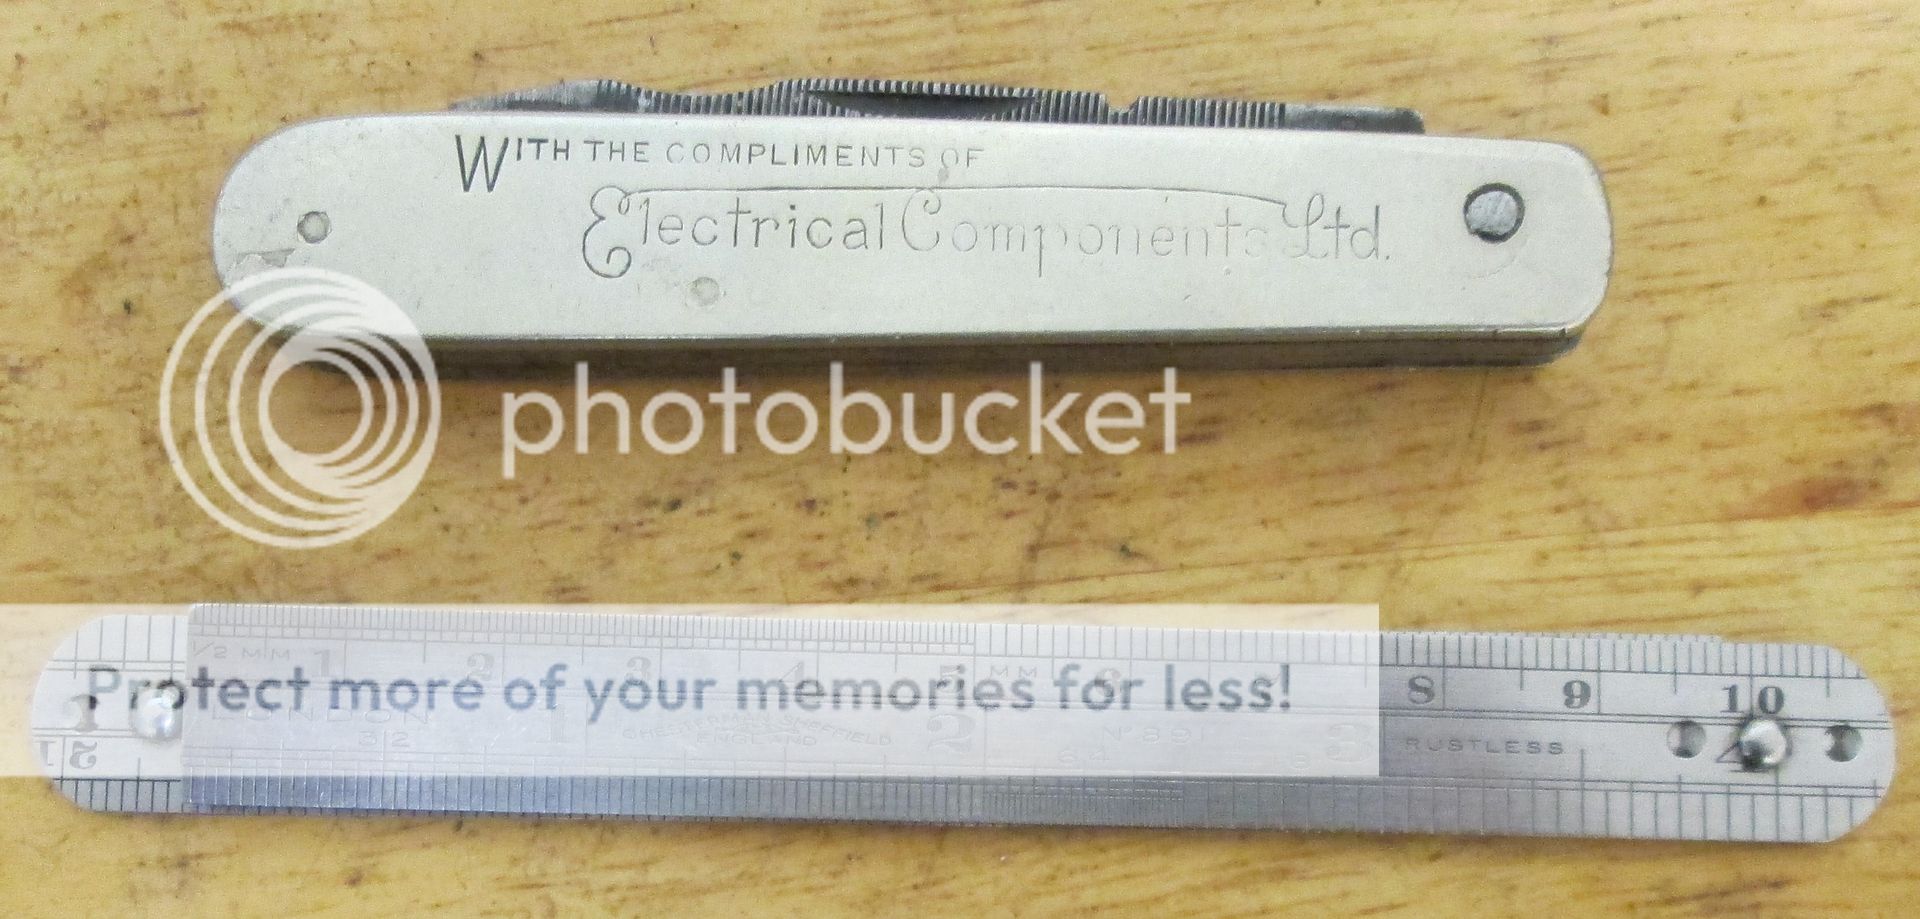 WITH THE COMPLIMENTS OF
Electrical Components Ltd.
photobucket
Protect more of your memories for less!
1/2 MM 1 2 3 4 5 MM 6 7 8 9 10
LONDON 1 CHESTERMAN SHEFFIELD 2 Nº 891 3 RUSTLESS 4
ENGLAND
32 64
12